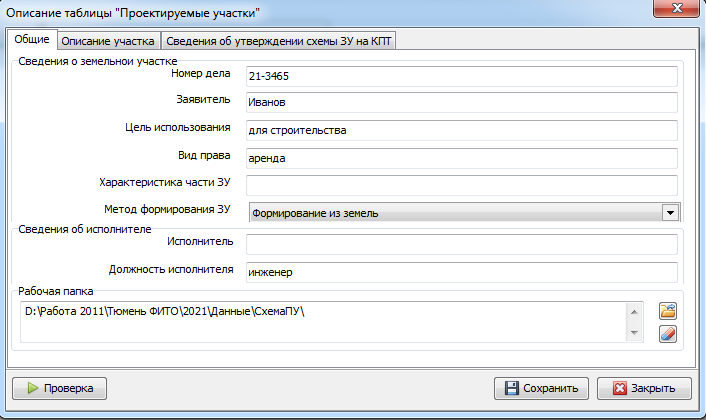 Описание таблицы "Проектируемые участки"
Общие Описание участка Сведения об утверждении схемы ЗУ на КПТ
Сведения о земельной участке
Номер дела 21-3465
Заявитель Иванов
Цель использования для строительства
Вид права аренда
Характеристика части ЗУ
Метод формирования ЗУ Формирование из земель
Сведения об исполнителе
Исполнитель
Должность исполнителя инженер
Рабочая папка
D:\Работа 2011\Тюмень ФИТО\2021\Данные\СхемаПУ\
Проверка Сохранить Закрыть